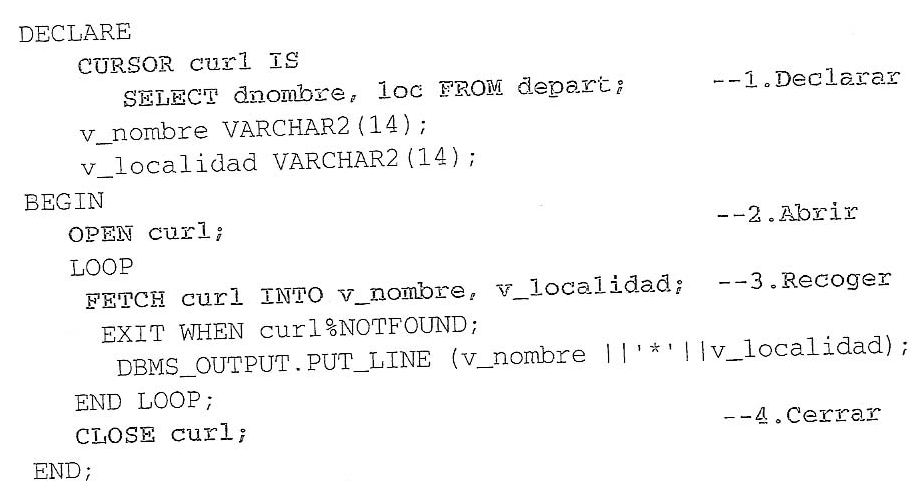 DECLARE
CURSOR cur1 IS
SELECT dnombre, loc FROM depart; --1.Declarar
v_nombre VARCHAR2(14);
v_localidad VARCHAR2(14);
BEGIN
OPEN cur1; --2.Abrir
LOOP
FETCH cur1 INTO v_nombre, v_localidad; --3.Recoger
EXIT WHEN cur1%NOTFOUND;
DBMS_OUTPUT.PUT_LINE (v_nombre ||'*'||v_localidad);
END LOOP;
CLOSE cur1; --4.Cerrar
END;